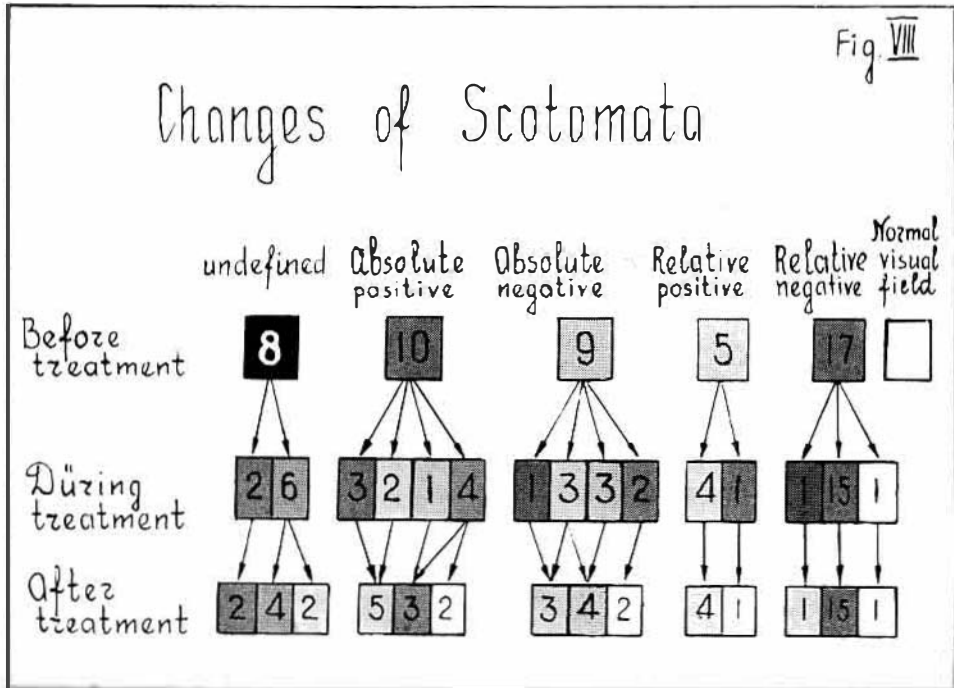 Fig. VIII
Changes of Scotomata
undefined
Absolute
positive
Absolute
negative
Relative
positive
Relative
negative
Normal
visual
field
Before
treatment
8 10 9 5 17
Düring
treatment
2 6 3 2 1 4 1 3 3 2 4 1 1 15 1
After
treatment
2 4 2 5 3 2 3 4 2 4 1 1 15 1